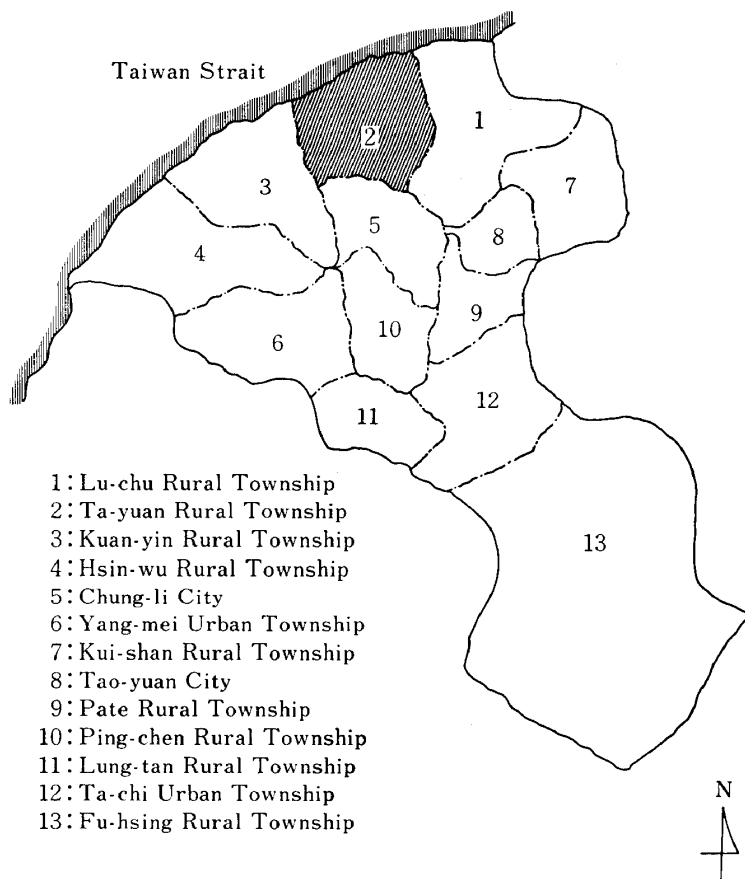 Taiwan Strait
1
2
3
7
5
8
4
9
10
6
12
11
13
1: Lu-chu Rural Township
2: Ta-yuan Rural Township
3: Kuan-yin Rural Township
4: Hsin-wu Rural Township
5: Chung-li City
6: Yang-mei Urban Township
7: Kui-shan Rural Township
8: Tao-yuan City
9: Pate Rural Township
10: Ping-chen Rural Township
11: Lung-tan Rural Township
12: Ta-chi Urban Township
13: Fu-hsing Rural Township
N